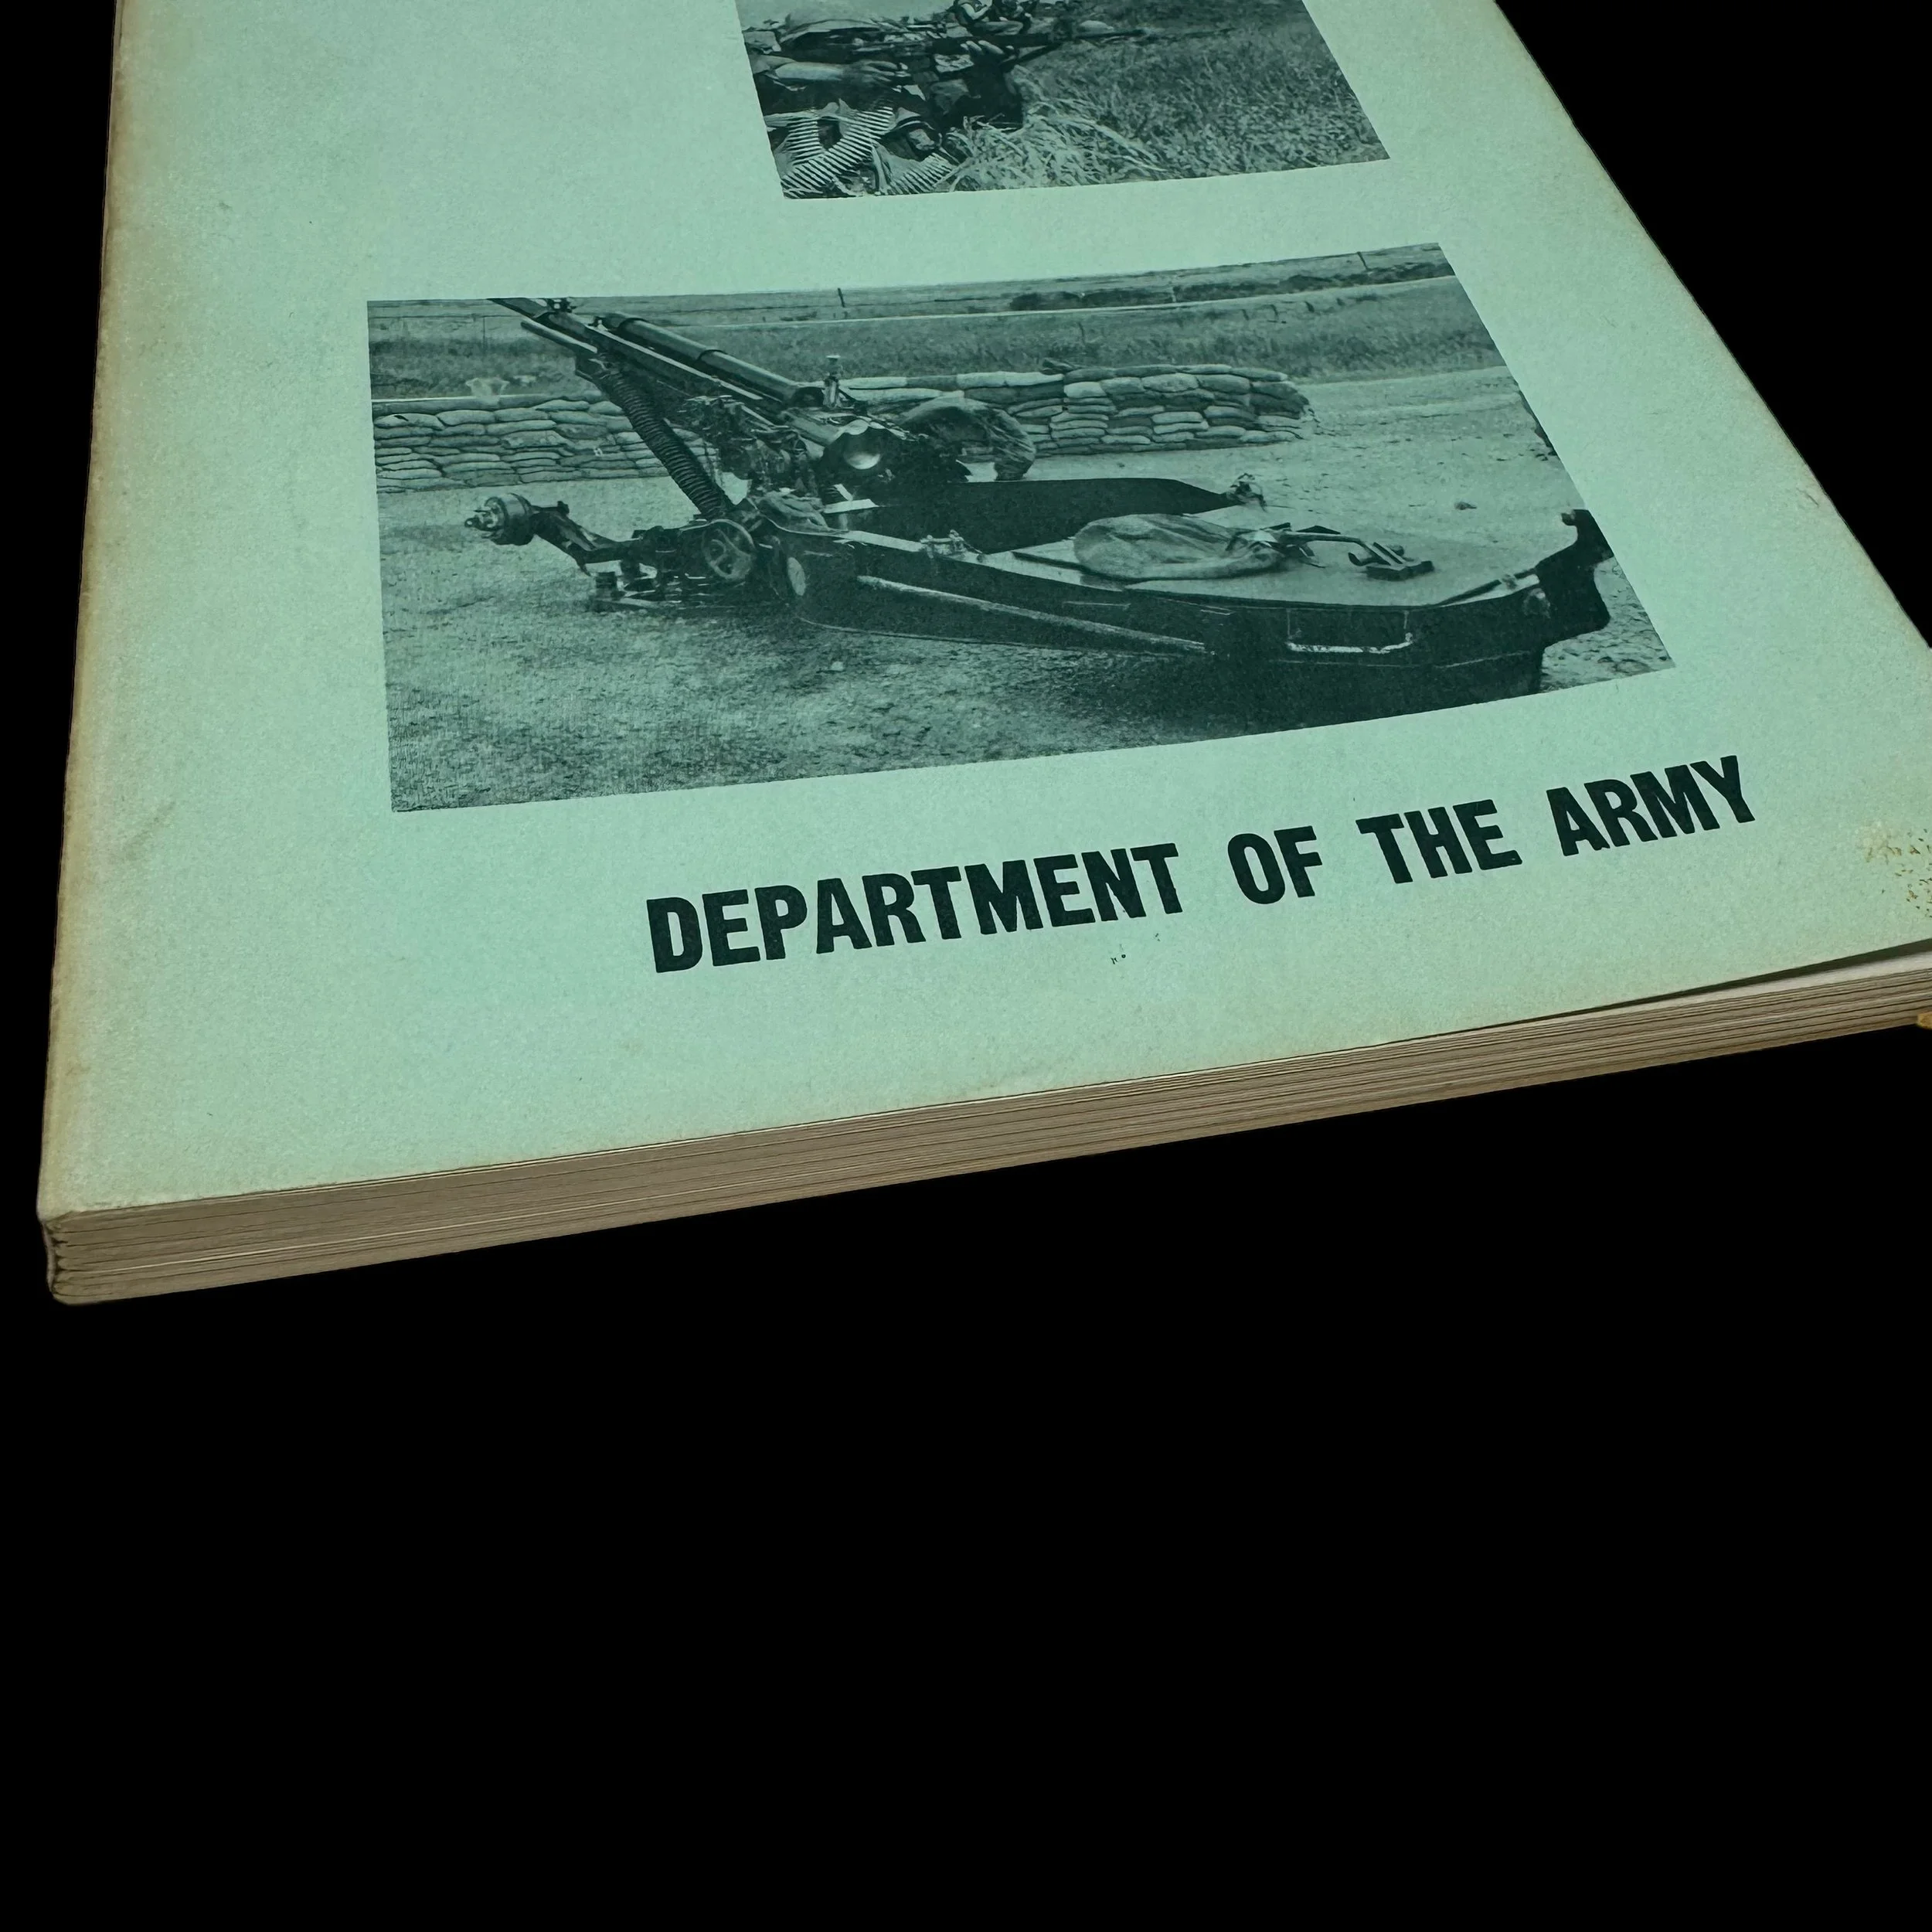 DEPARTMENT OF THE ARMY